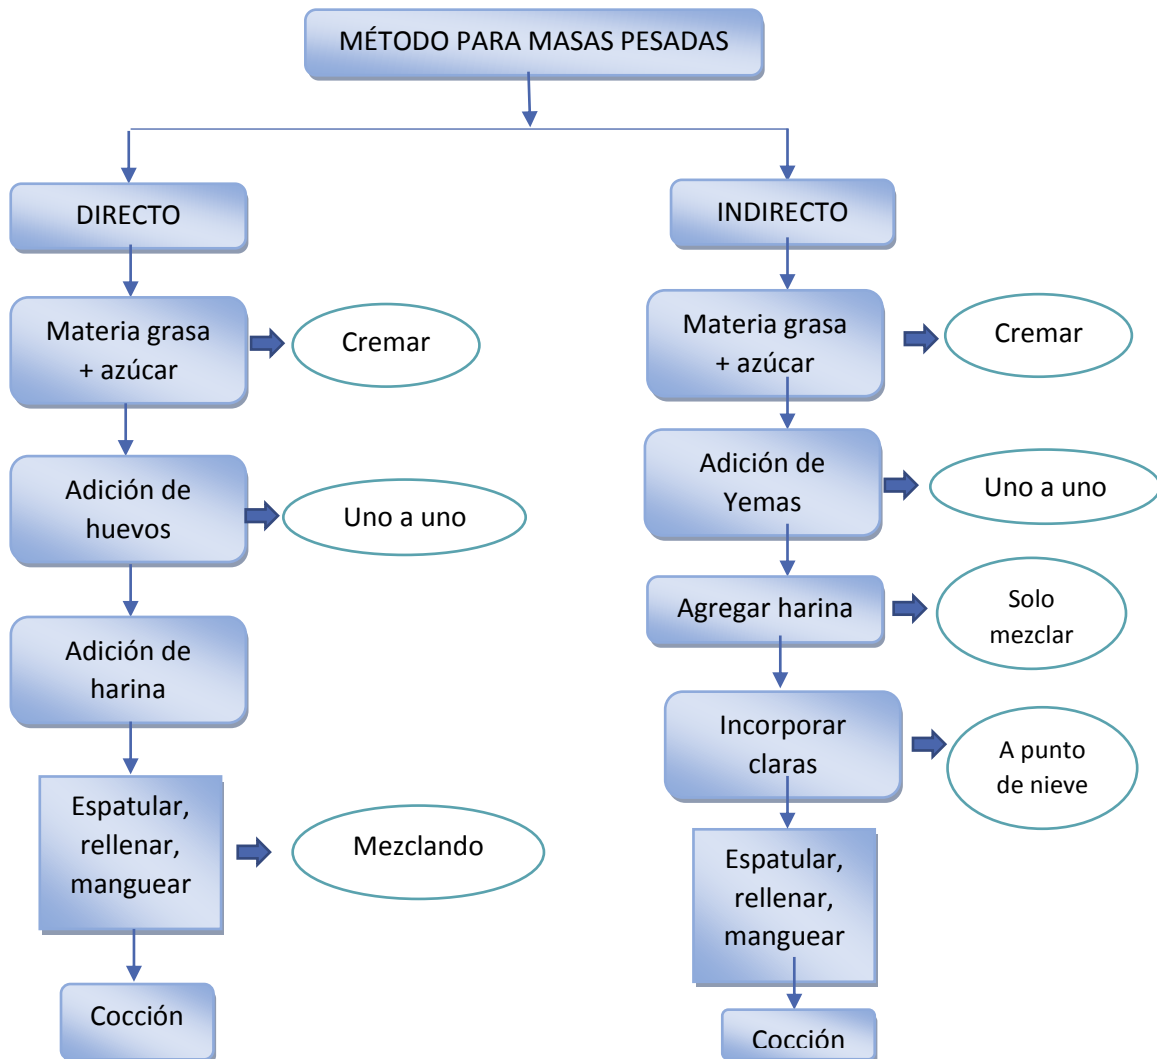 MÉTODO PARA MASAS PESADAS
DIRECTO
Materia grasa
+ azúcar
Cremar
Adición de
huevos
Uno a uno
Adición de
harina
Espatular,
rellenar,
manguear
Mezclando
Cocción
INDIRECTO
Materia grasa
+ azúcar
Cremar
Adición de
Yemas
Uno a uno
Agregar harina
Solo
mezclar
Incorporar
claras
A punto
de nieve
Espatular,
rellenar,
manguear
Cocción